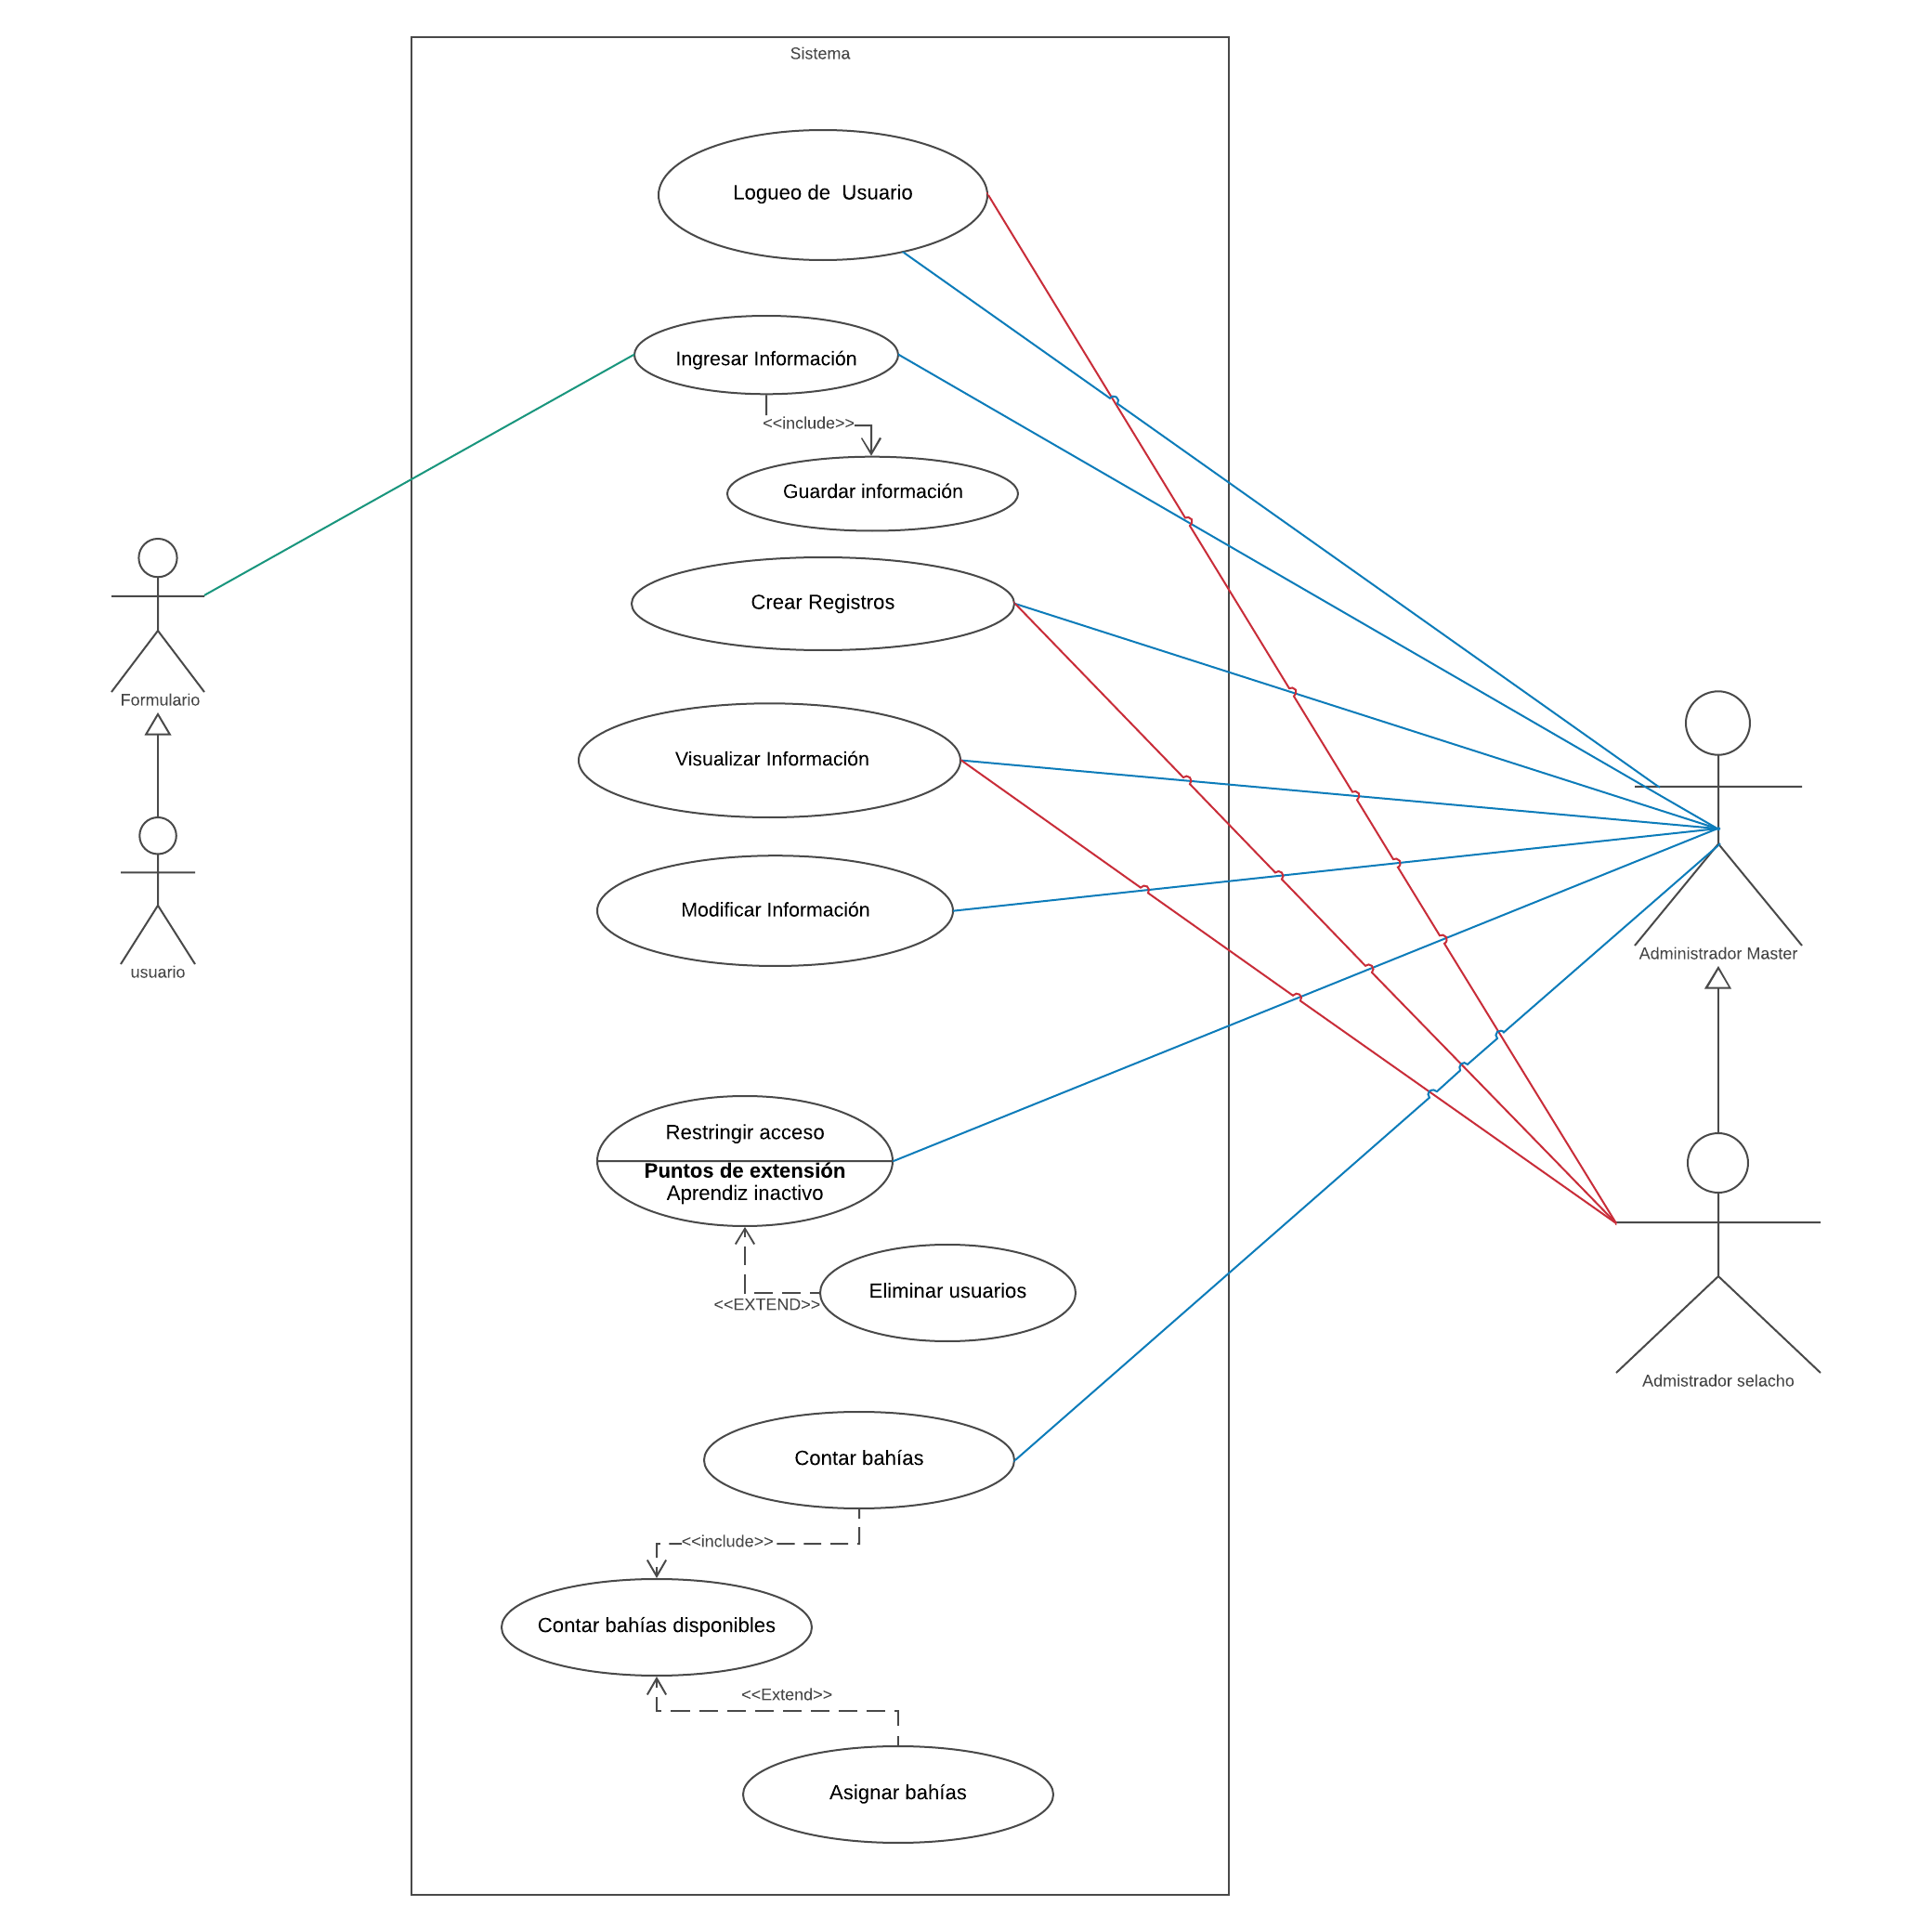 Sistema
Logueo de  Usuario
Ingresar Información
<<include>>
Guardar información
Crear Registros
Formulario
Visualizar Información
Modificar Información
Administrador Master
usuario
Restringir acceso
Puntos de extensión
Aprendiz inactivo
Eliminar usuarios
<<EXTEND>>
Admistrador selacho
Contar bahías
<<include>>
Contar bahías disponibles
<<Extend>>
Asignar bahías